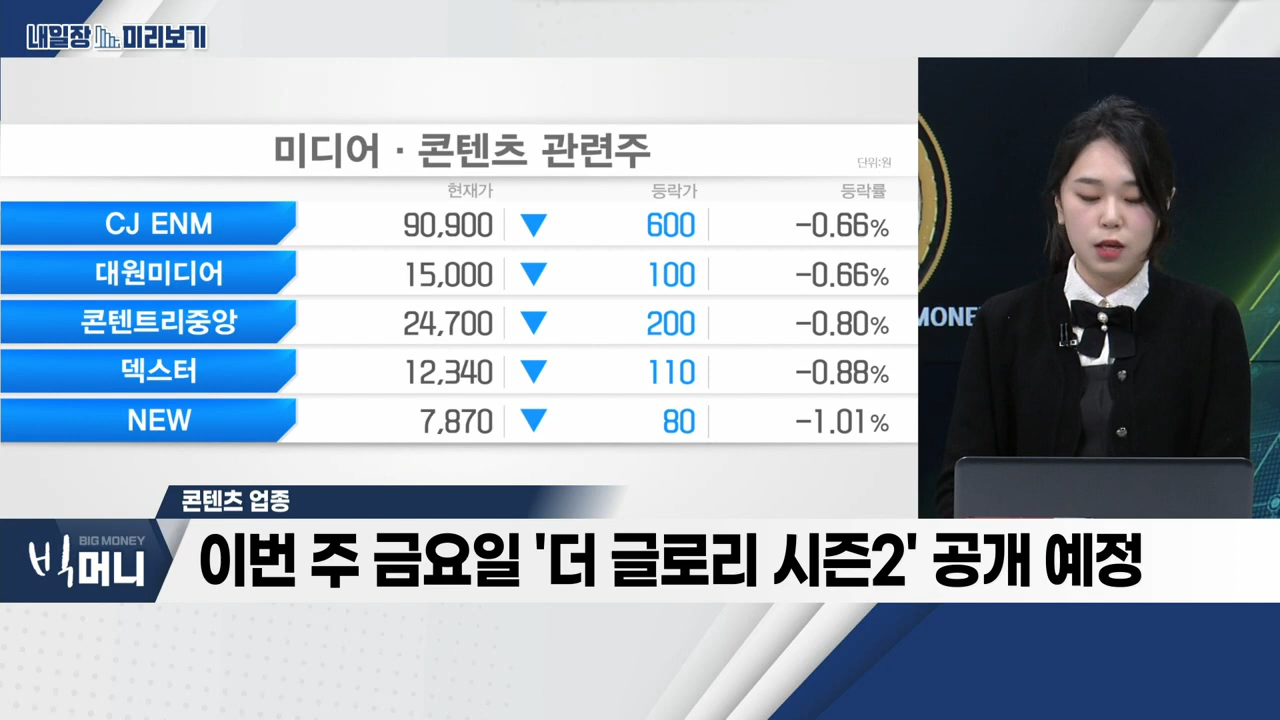 내일장 미리보기
미디어 · 콘텐츠 관련주
단위:원
현재가 등락가 등락률
CJ ENM 90,900 ▼ 600 -0.66%
대원미디어 15,000 ▼ 100 -0.66%
콘텐트리중앙 24,700 ▼ 200 -0.80%
덱스터 12,340 ▼ 110 -0.88%
NEW 7,870 ▼ 80 -1.01%
MONE
콘텐츠 업종
BIG MONEY
빅머니
이번 주 금요일 '더 글로리 시즌2' 공개 예정